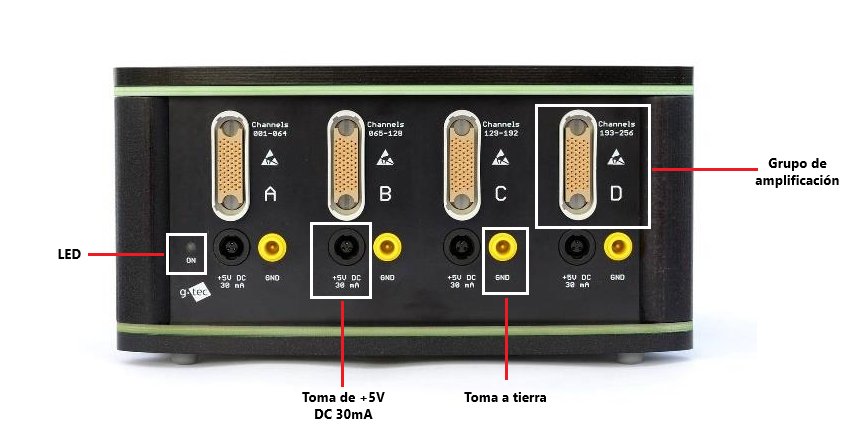 Channels
001-064
A
Channels
065-128
B
Channels
129-192
C
Channels
193-256
D
Grupo de
amplificación
LED
ON
+5V DC
30 mA
GND
+5V DC
30 mA
GND
+5V DC
30 mA
GND
+5V DC
30 mA
GND
g.tec
Toma de +5V
DC 30mA
Toma a tierra